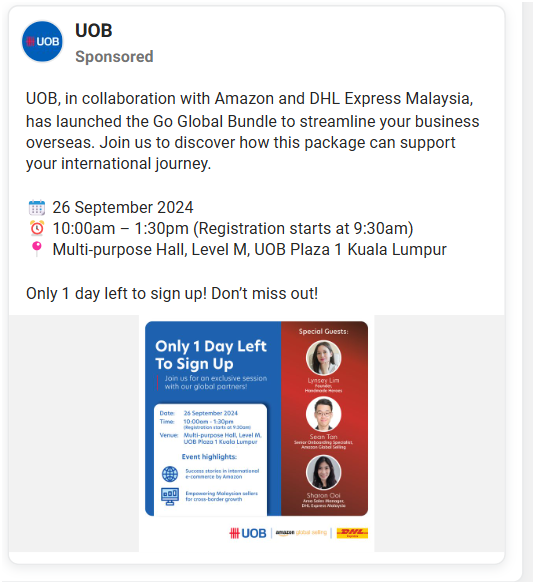 UOB
UOB
Sponsored
UOB, in collaboration with Amazon and DHL Express Malaysia,
has launched the Go Global Bundle to streamline your business
overseas. Join us to discover how this package can support
your international journey.
26 September 2024
10:00am – 1:30pm (Registration starts at 9:30am)
Multi-purpose Hall, Level M, UOB Plaza 1 Kuala Lumpur
Only 1 day left to sign up! Don't miss out!
Only 1 Day Left
To Sign Up
Join us for an exclusive session
with our global partners!
Date: 26 September 2024
Time: 10:00am - 1:30pm
(Registration starts at 9:30am)
Venue: Multi-purpose Hall, Level M,
UOB Plaza 1 Kuala Lumpur
Event highlights:
Success stories in international
e-commerce by Amazon
Empowering Malaysian sellers
for cross-border growth
Special Guests:
Lynsey Lim
Founder,
Handmade Heroes
Sean Tan
Senior Onboarding Specialist,
Amazon Global Selling
Sharon Ooi
Area Sales Manager,
DHL Express Malaysia
UOB
amazon global selling
DHL